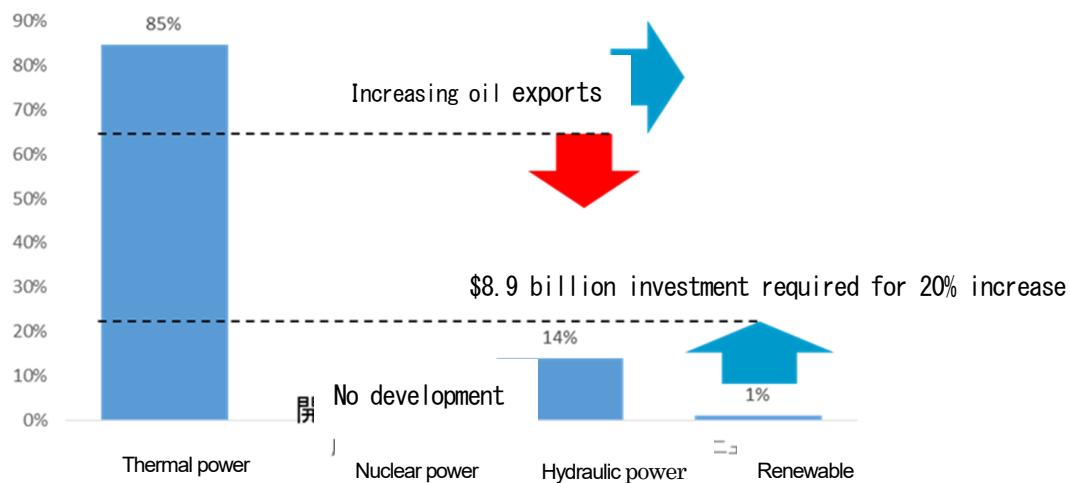 90%
85%
80%
Increasing oil exports
70%
60%
50%
40%
30%
$8.9 billion investment required for 20% increase
20%
14%
10%
No development
1%
開
0%
Thermal power
Nuclear power
Hydraulic power
Renewable